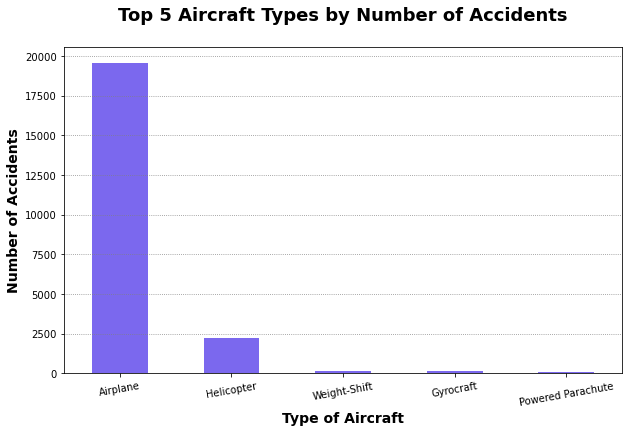 Top 5 Aircraft Types by Number of Accidents
20000
17500
15000
12500
10000
7500
5000
2500
0
Number of Accidents
Airplane
Helicopter
Weight-Shift
Gyrocraft
Powered Parachute
Type of Aircraft